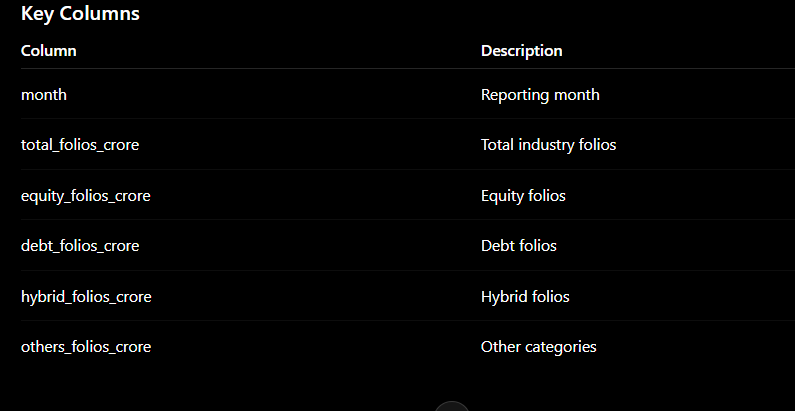 Key Columns
Column Description
month Reporting month
total_folios_crore Total industry folios
equity_folios_crore Equity folios
debt_folios_crore Debt folios
hybrid_folios_crore Hybrid folios
others_folios_crore Other categories